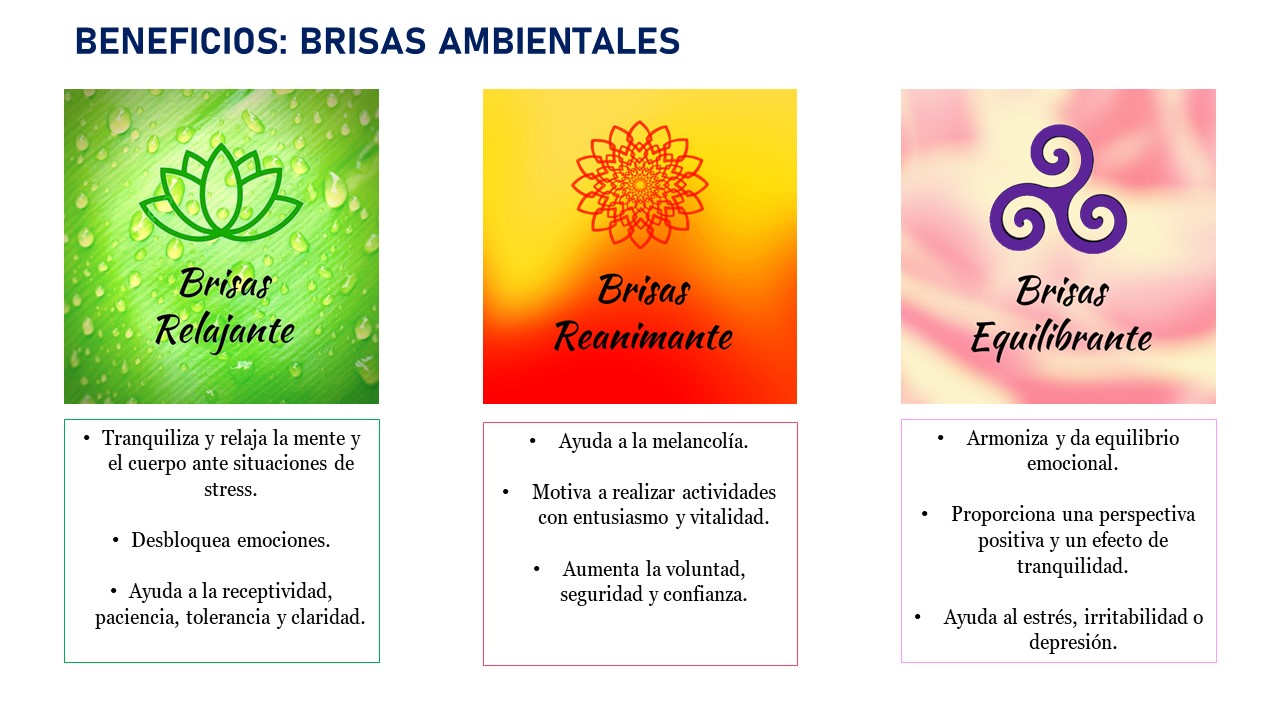 BENEFICIOS: BRISAS AMBIENTALES
Brisas
Relajante
• Tranquiliza y relaja la mente y
el cuerpo ante situaciones de
stress.
• Desbloquea emociones.
• Ayuda a la receptividad,
paciencia, tolerancia y claridad.
Brisas
Reanimante
• Ayuda a la melancolía.
• Motiva a realizar actividades
con entusiasmo y vitalidad.
• Aumenta la voluntad,
seguridad y confianza.
Brisas
Equilibrante
• Armoniza y da equilibrio
emocional.
• Proporciona una perspectiva
positiva y un efecto de
tranquilidad.
• Ayuda al estrés, irritabilidad o
depresión.